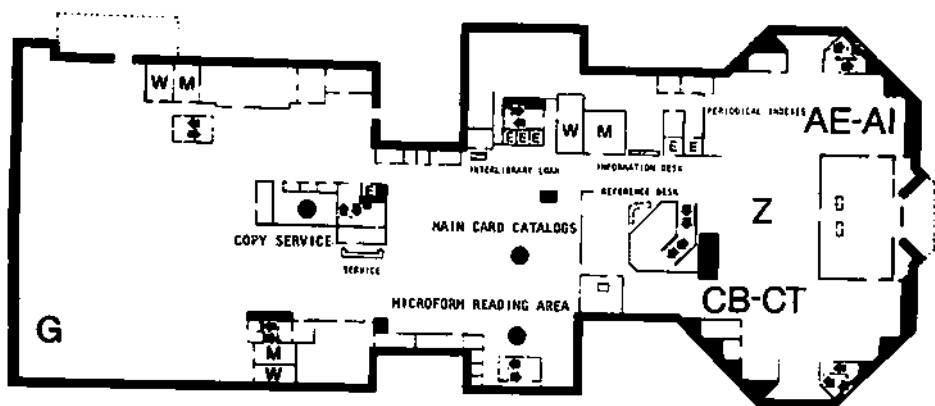 W M
PERIODICAL INDEXES
AE-AI
E E E
W M
E E
INTERLIBRARY LOAN
INFORMATION DESK
E
REFERENCE DESK
Z
MAIN CARD CATALOGS
COPY SERVICE
SERVICE
MICROFORM READING AREA
CB-CT
G
M
W